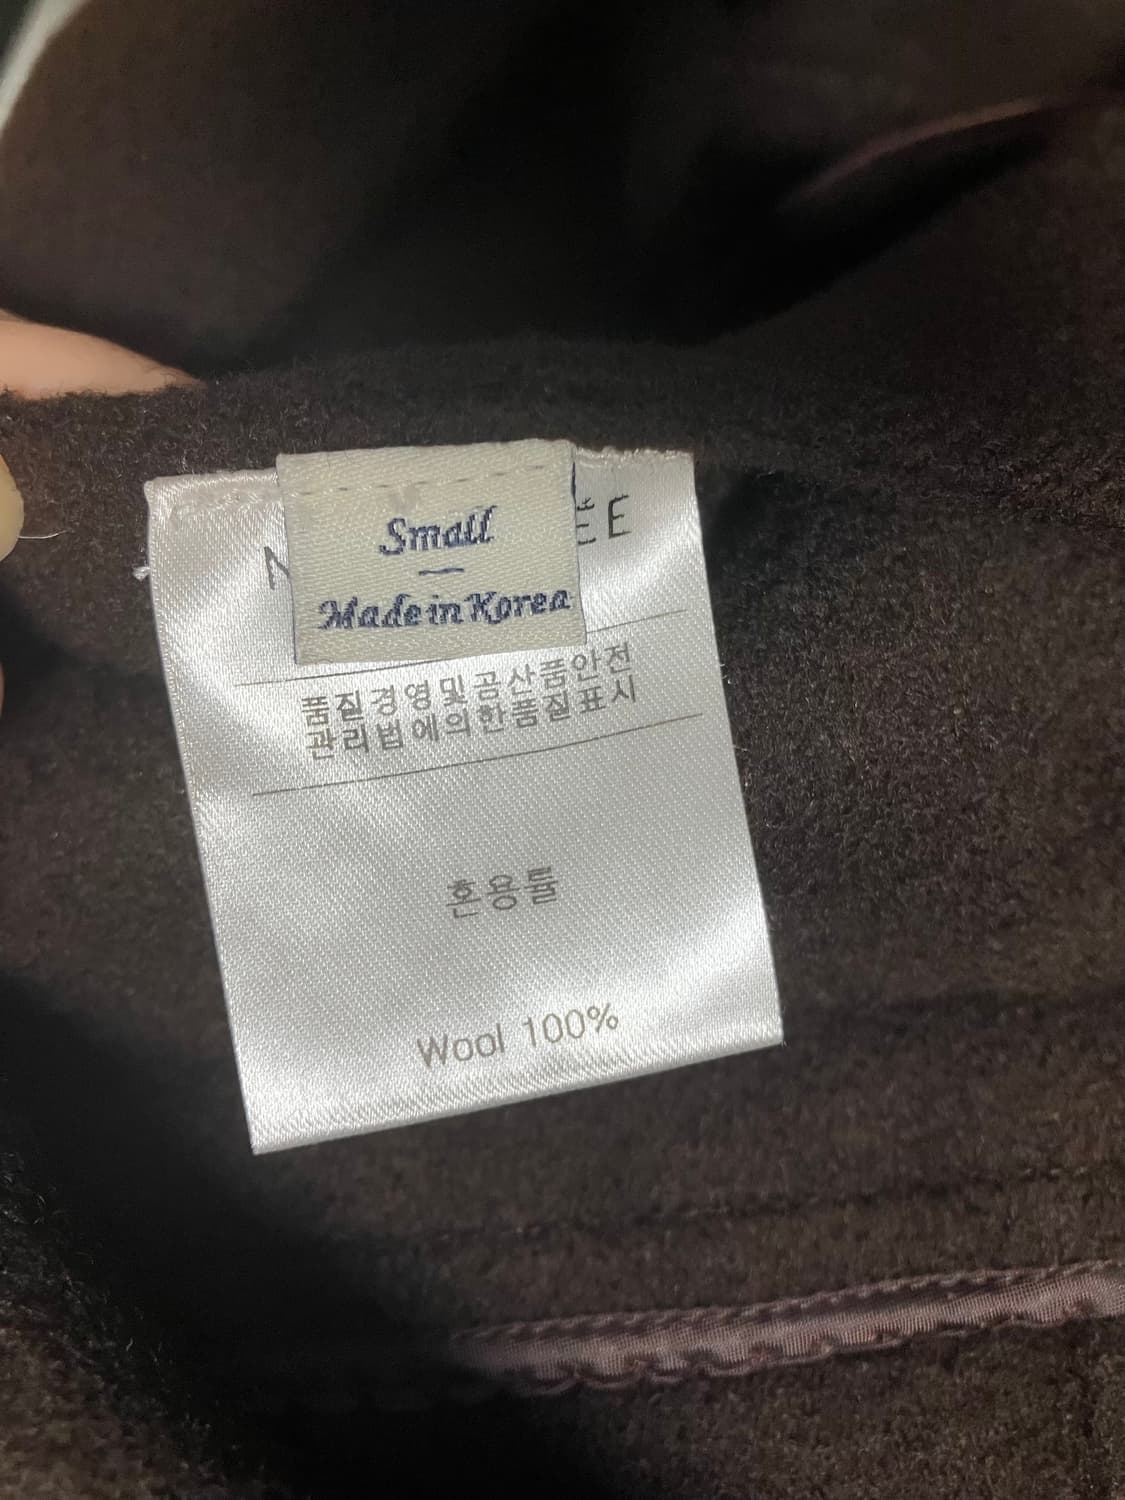 Small
Made in Korea
품질경영및공산품안전
관리법에의한품질표시
혼용률
Wool 100%